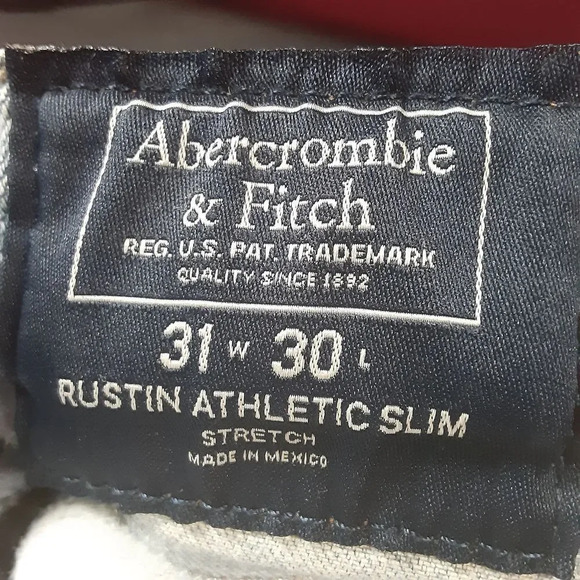 Abercrombie
& Fitch
REG. U.S. PAT. TRADEMARK
QUALITY SINCE 1892
31 W 30 L
RUSTIN ATHLETIC SLIM
STRETCH
MADE IN MEXICO